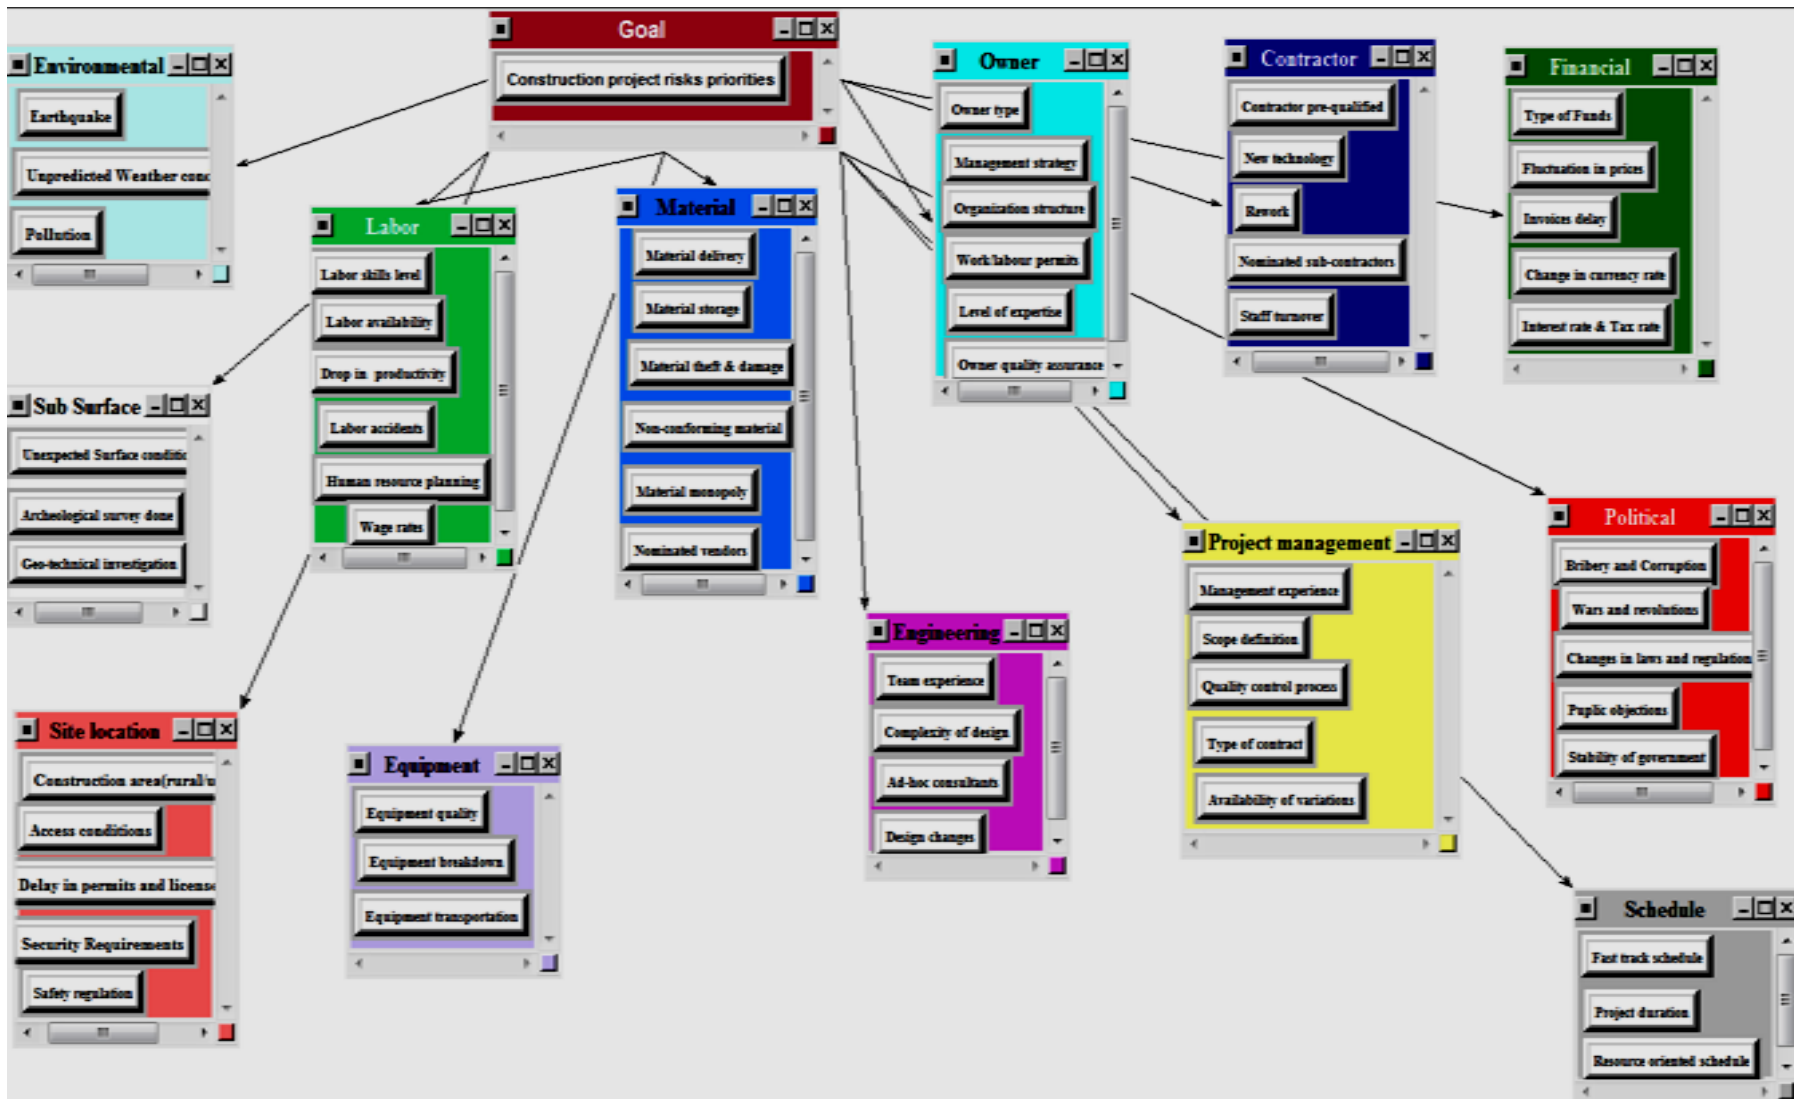 Goal
Construction project risks priorities
Environmental
Earthquake
Unpredicted Weather cond
Pollution
Owner
Owner type
Management strategy
Organization structure
Work/labour permits
Level of expertise
Owner quality assurance
Contractor
Contractor pre-qualified
New technology
Rework
Nominated sub-contractors
Staff turnover
Financial
Type of Funds
Fluctuation in prices
Invoices delay
Change in currency rate
Interest rate & Tax rate
Labor
Labor skills level
Labor availability
Drop in productivity
Labor accidents
Human resource planning
Wage rates
Material
Material delivery
Material storage
Material theft & damage
Non-conforming material
Material monopoly
Nominated vendors
Sub Surface
Unexpected Surface conditic
Archeological survey done
Geo-technical investigation
Project management
Management experience
Scope definition
Quality control process
Type of contract
Availability of variations
Political
Bribery and Corruption
Wars and revolutions
Changes in laws and regulation
Puplic objections
Stability of government
Engineering
Team experience
Complexity of design
Ad-hoc consultants
Design changes
Site location
Construction area(rural/u
Access conditions
Delay in permits and license
Security Requirements
Safety regulation
Equipment
Equipment quality
Equipment breakdown
Equipment transportation
Schedule
Fast track schedule
Project duration
Resource oriented schedule